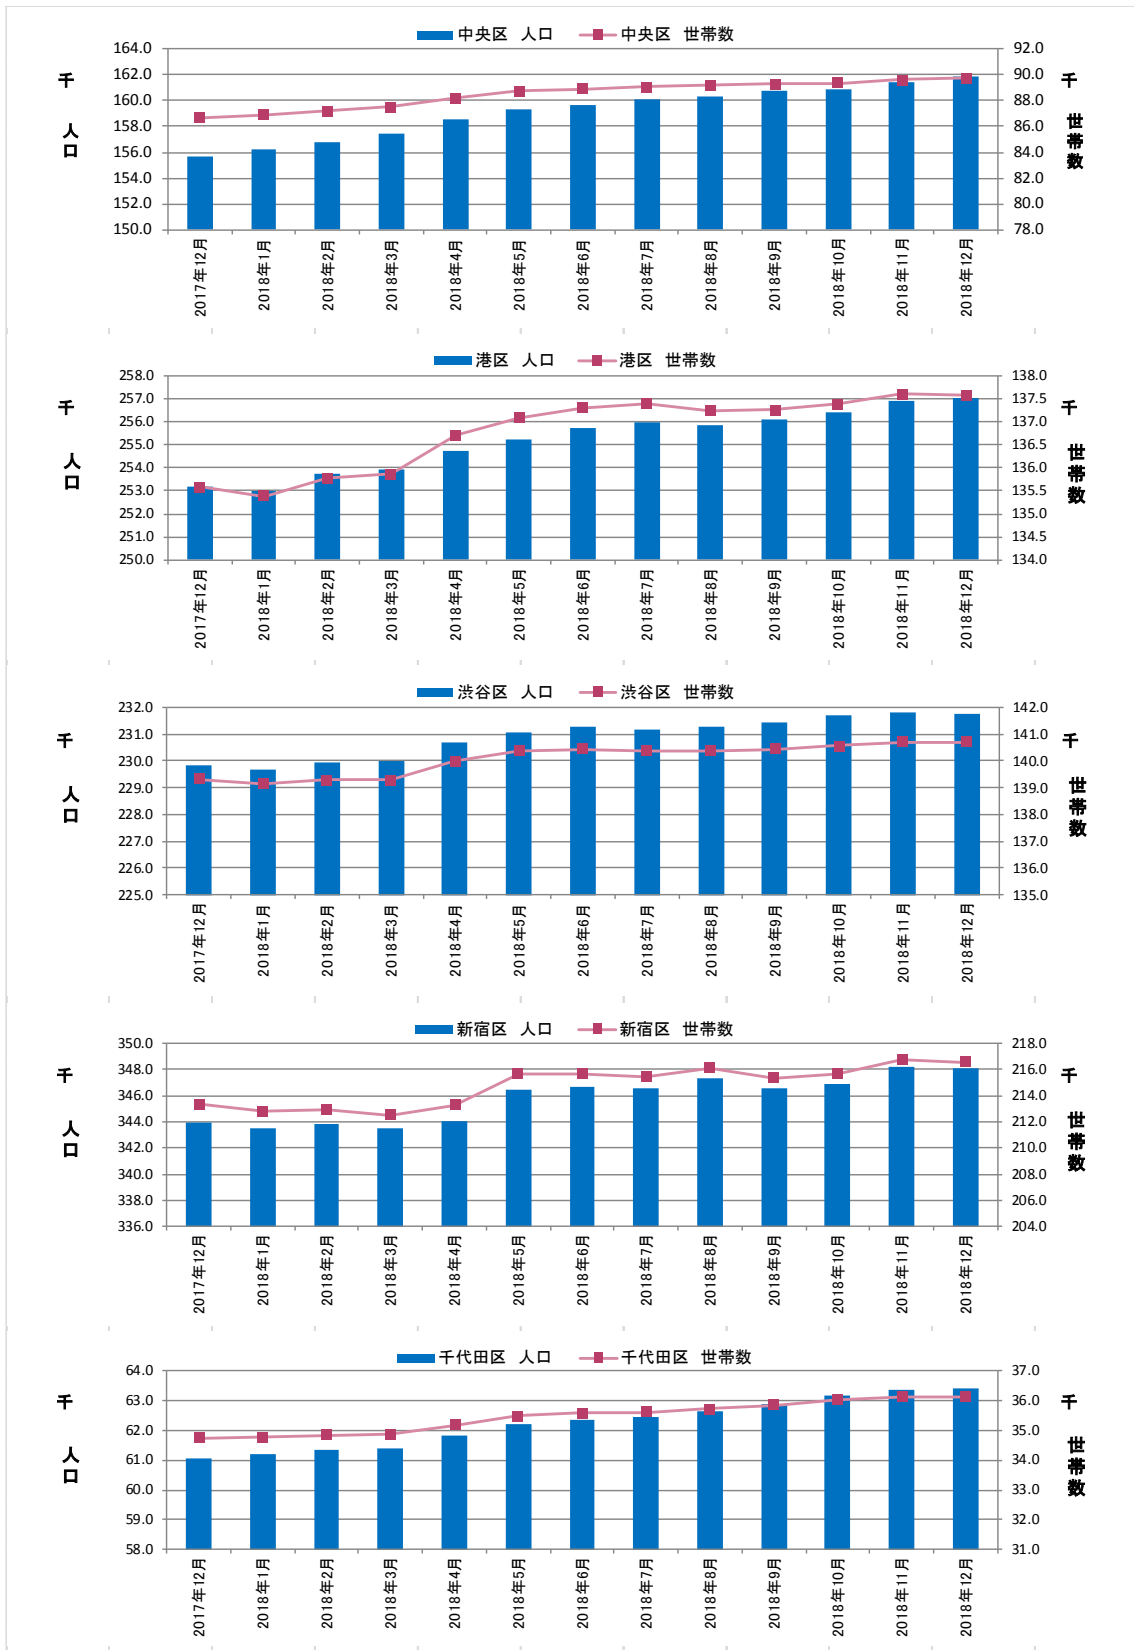 中央区　人口　中央区　世帯数
千
人口
164.0
162.0
160.0
158.0
156.0
154.0
152.0
150.0
92.0
90.0
88.0
86.0
84.0
82.0
80.0
78.0
千
世帯数
2017年12月
2018年1月
2018年2月
2018年3月
2018年4月
2018年5月
2018年6月
2018年7月
2018年8月
2018年9月
2018年10月
2018年11月
2018年12月
港区　人口　港区　世帯数
千
人口
258.0
257.0
256.0
255.0
254.0
253.0
252.0
251.0
250.0
138.0
137.5
137.0
136.5
136.0
135.5
135.0
134.5
134.0
千
世帯数
2017年12月
2018年1月
2018年2月
2018年3月
2018年4月
2018年5月
2018年6月
2018年7月
2018年8月
2018年9月
2018年10月
2018年11月
2018年12月
渋谷区　人口　渋谷区　世帯数
千
人口
232.0
231.0
230.0
229.0
228.0
227.0
226.0
225.0
142.0
141.0
140.0
139.0
138.0
137.0
136.0
135.0
千
世帯数
2017年12月
2018年1月
2018年2月
2018年3月
2018年4月
2018年5月
2018年6月
2018年7月
2018年8月
2018年9月
2018年10月
2018年11月
2018年12月
新宿区　人口　新宿区　世帯数
千
人口
350.0
348.0
346.0
344.0
342.0
340.0
338.0
336.0
218.0
216.0
214.0
212.0
210.0
208.0
206.0
204.0
千
世帯数
2017年12月
2018年1月
2018年2月
2018年3月
2018年4月
2018年5月
2018年6月
2018年7月
2018年8月
2018年9月
2018年10月
2018年11月
2018年12月
千代田区　人口　千代田区　世帯数
千
人口
64.0
63.0
62.0
61.0
60.0
59.0
58.0
37.0
36.0
35.0
34.0
33.0
32.0
31.0
千
世帯数
2017年12月
2018年1月
2018年2月
2018年3月
2018年4月
2018年5月
2018年6月
2018年7月
2018年8月
2018年9月
2018年10月
2018年11月
2018年12月